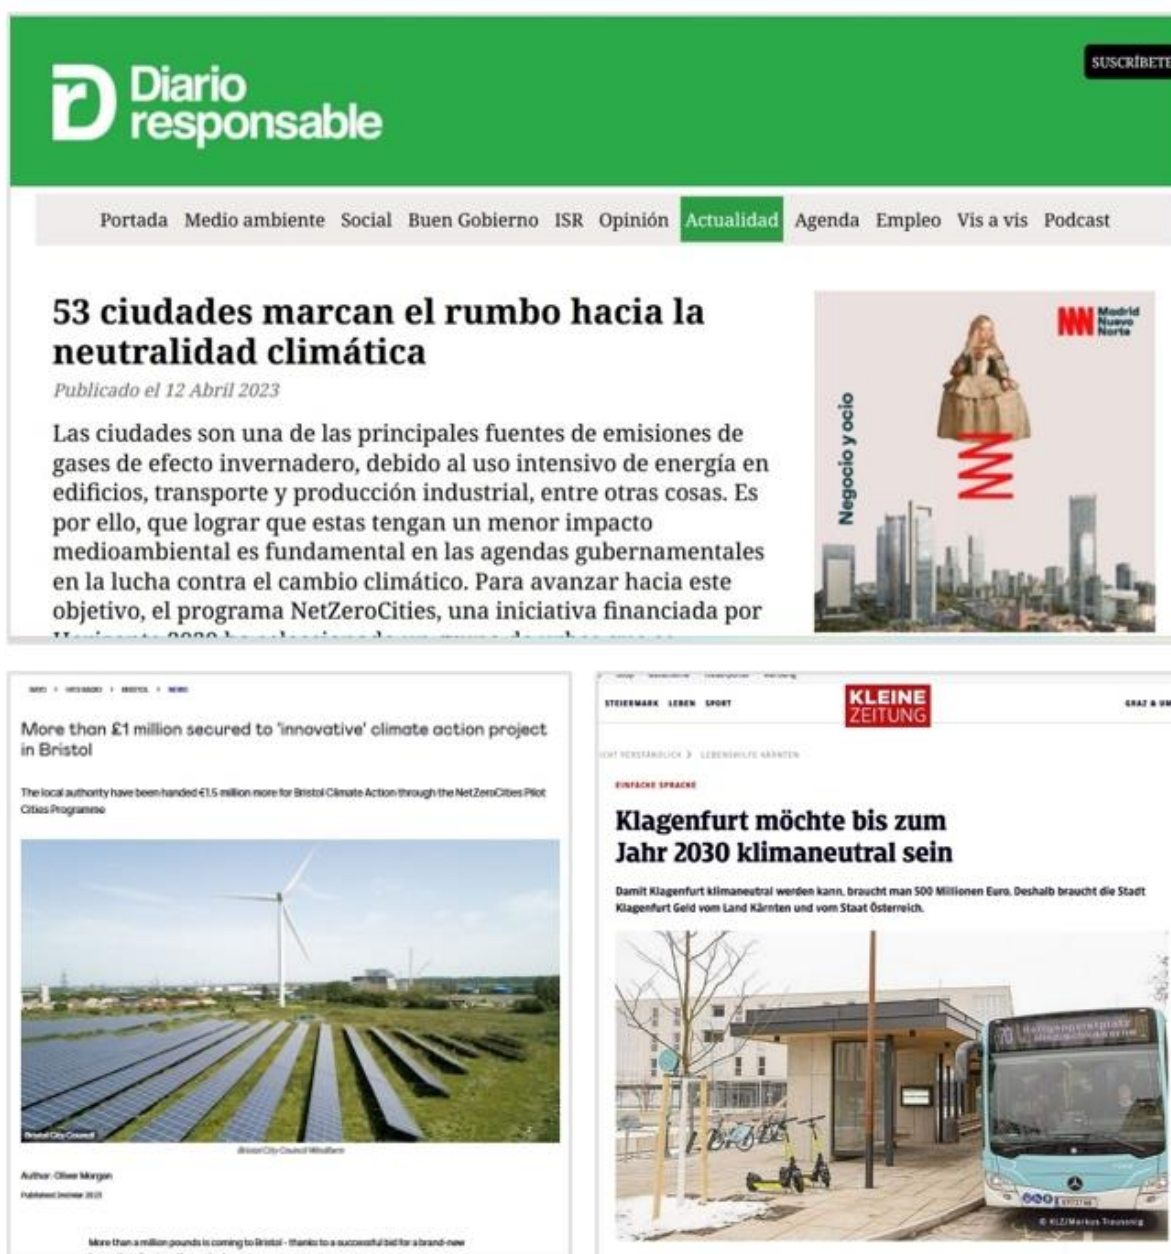 Diario
responsable
SUSCRÍBETE
Portada Medio ambiente Social Buen Gobierno ISR Opinión Actualidad Agenda Empleo Vis a vis Podcast
53 ciudades marcan el rumbo hacia la
neutralidad climática
Publicado el 12 Abril 2023
Las ciudades son una de las principales fuentes de emisiones de
gases de efecto invernadero, debido al uso intensivo de energía en
edificios, transporte y producción industrial, entre otras cosas. Es
por ello, que lograr que estas tengan un menor impacto
medioambiental es fundamental en las agendas gubernamentales
en la lucha contra el cambio climático. Para avanzar hacia este
objetivo, el programa NetZeroCities, una iniciativa financiada por
Madrid
Nuevo
Norte
Negocio y ocio
BRISTOL > NEWS
More than £1 million secured to 'innovative' climate action project
in Bristol
The local authority have been handed €1.5 million more for Bristol Climate Action through the NetZeroCities Pilot
Cities Programme
Bristol City Council
Bristol City Council Windfarm
Author: Oliver Morgan
More than a million pounds is coming to Bristol - thanks to a successful bid for a brand-new
STEIERMARK LEBEN SPORT
KLEINE
ZEITUNG
GRAZ & UM
LEBENSHILFE KÄRNTEN
EINFACHE SPRACHE
Klagenfurt möchte bis zum
Jahr 2030 klimaneutral sein
Damit Klagenfurt klimaneutral werden kann, braucht man 500 Millionen Euro. Deshalb braucht die Stadt
Klagenfurt Geld vom Land Kärnten und vom Staat Österreich.
© KLZ/Markus Traussnig